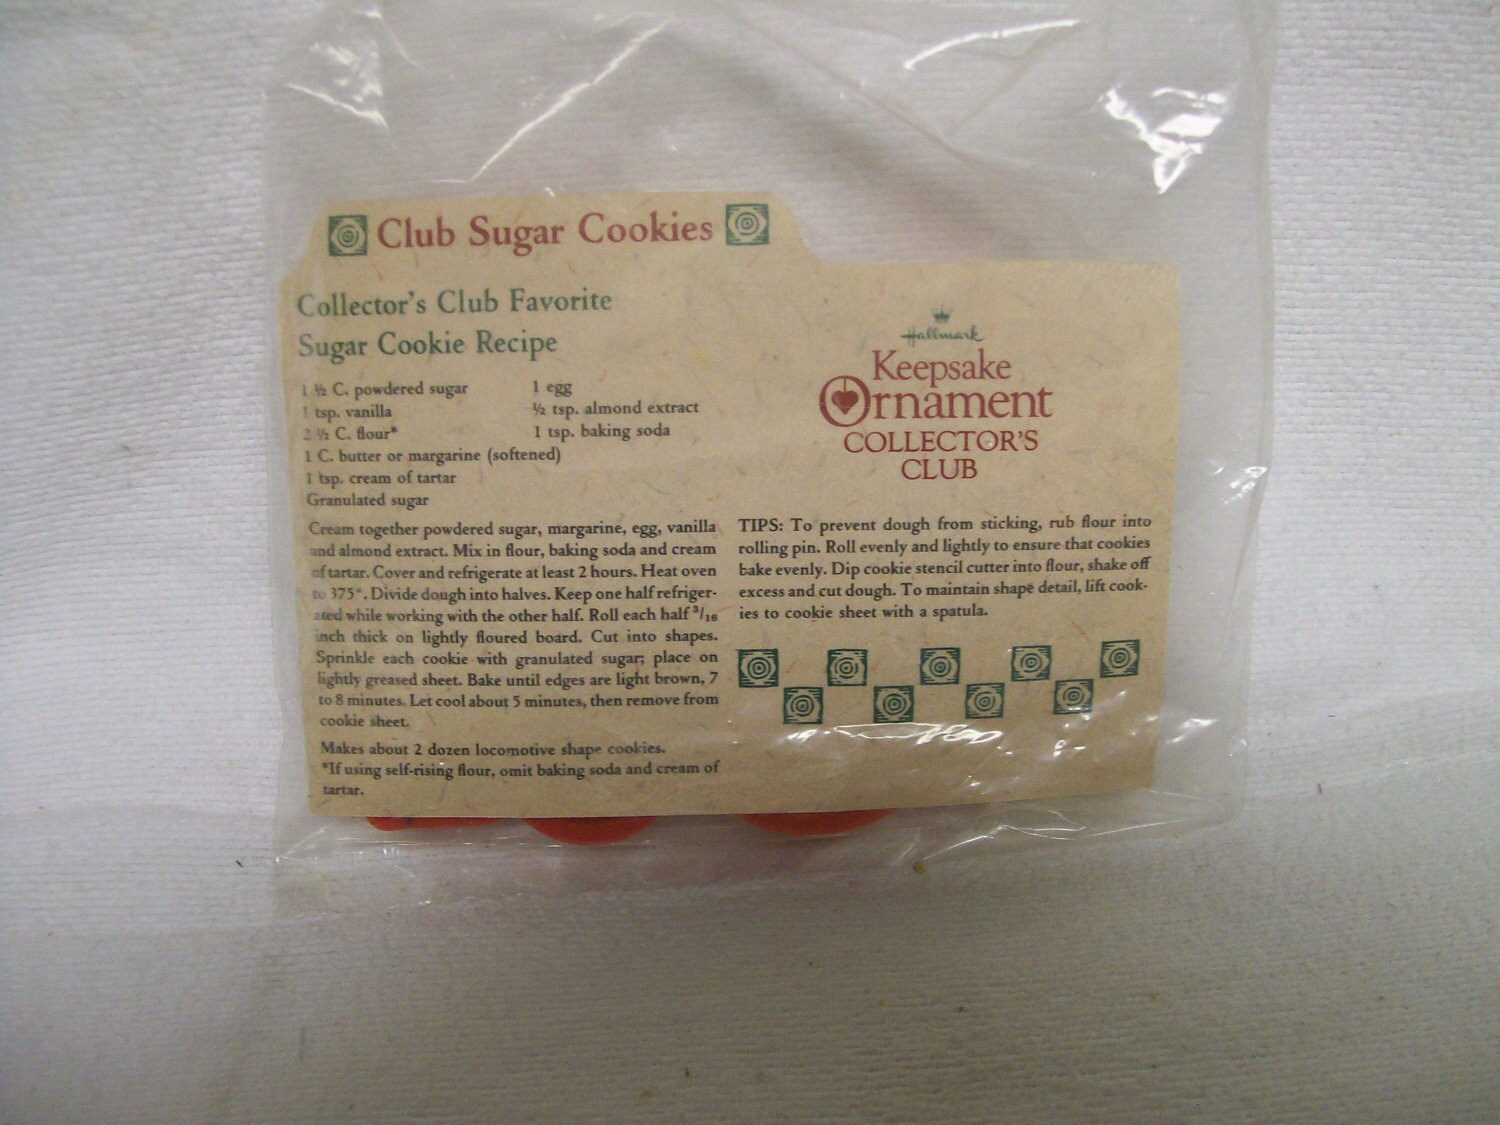 Club Sugar Cookies
Collector's Club Favorite
Sugar Cookie Recipe
1 ½ C. powdered sugar
1 tsp. vanilla
2 ½ C. flour*
1 egg
½ tsp. almond extract
1 tsp. baking soda
1 C. butter or margarine (softened)
1 tsp. cream of tartar
Granulated sugar
Cream together powdered sugar, margarine, egg, vanilla
and almond extract. Mix in flour, baking soda and cream
of tartar. Cover and refrigerate at least 2 hours. Heat oven
to 375°. Divide dough into halves. Keep one half refriger-
ated while working with the other half. Roll each half 3/16
inch thick on lightly floured board. Cut into shapes.
Sprinkle each cookie with granulated sugar; place on
lightly greased sheet. Bake until edges are light brown, 7
to 8 minutes. Let cool about 5 minutes, then remove from
cookie sheet.
Makes about 2 dozen locomotive shape cookies.
*If using self-rising flour, omit baking soda and cream of
tartar.
Hallmark
Keepsake
Ornament
COLLECTOR'S
CLUB
TIPS: To prevent dough from sticking, rub flour into
rolling pin. Roll evenly and lightly to ensure that cookies
bake evenly. Dip cookie stencil cutter into flour, shake off
excess and cut dough. To maintain shape detail, lift cook-
ies to cookie sheet with a spatula.